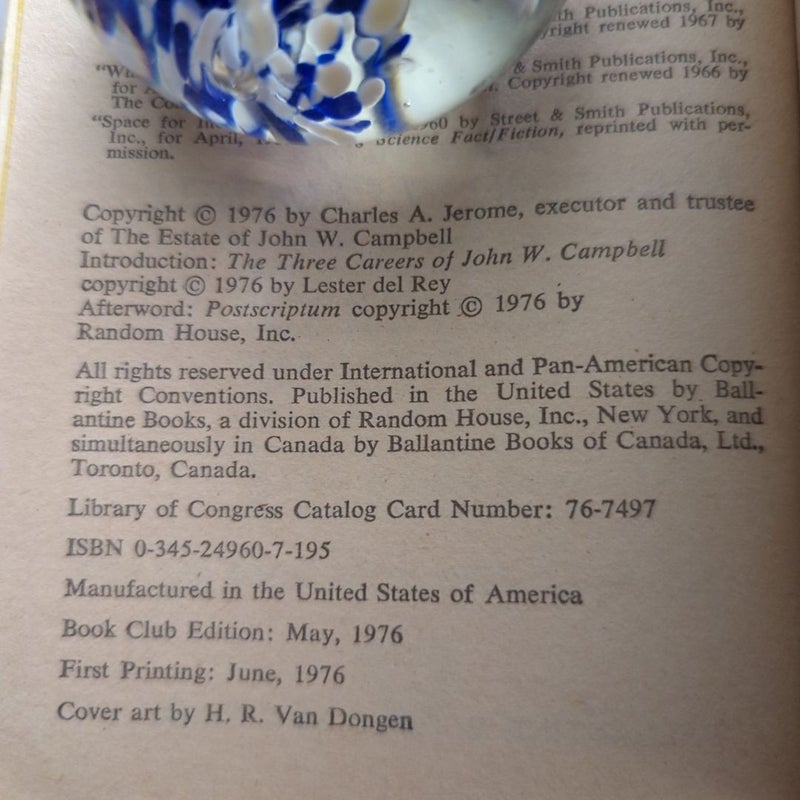 th Publications, Inc.,
right renewed 1967 by
& Smith Publications, Inc.,
for Copyright renewed 1966 by
The
"Space for 60 by Street & Smith Publications,
Inc., for April, Science Fact/Fiction, reprinted with per-
mission.
Copyright © 1976 by Charles A. Jerome, executor and trustee
of The Estate of John W. Campbell
Introduction: The Three Careers of John W. Campbell
copyright © 1976 by Lester del Rey
Afterword: Postscriptum copyright © 1976 by
Random House, Inc.
All rights reserved under International and Pan-American Copy-
right Conventions. Published in the United States by Ball-
antine Books, a division of Random House, Inc., New York, and
simultaneously in Canada by Ballantine Books of Canada, Ltd.,
Toronto, Canada.
Library of Congress Catalog Card Number: 76-7497
ISBN 0-345-24960-7-195
Manufactured in the United States of America
Book Club Edition: May, 1976
First Printing: June, 1976
Cover art by H. R. Van Dongen